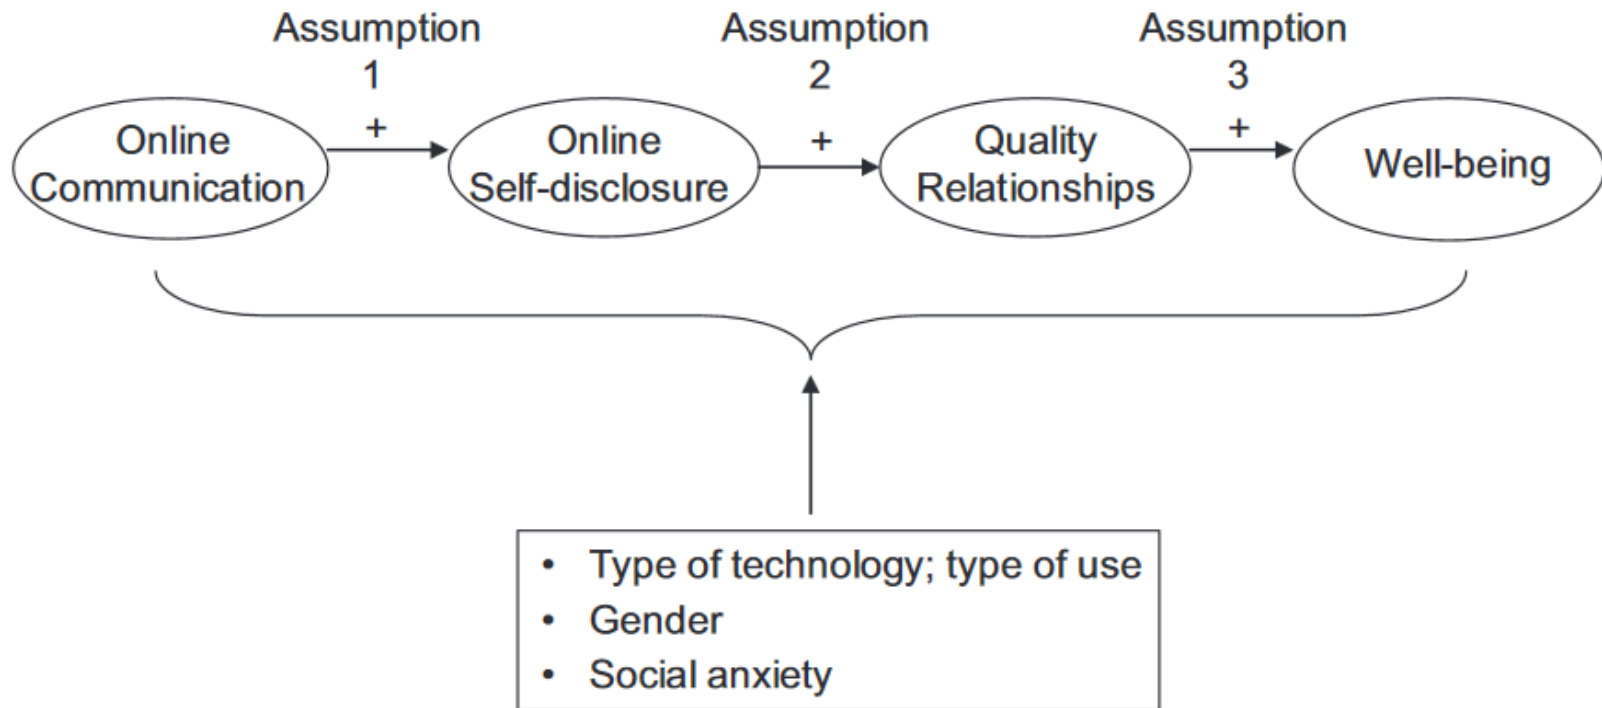 Assumption
1
+
Assumption
2
+
Assumption
3
+
Online
Communication
Online
Self-disclosure
Quality
Relationships
Well-being
• Type of technology; type of use
• Gender
• Social anxiety